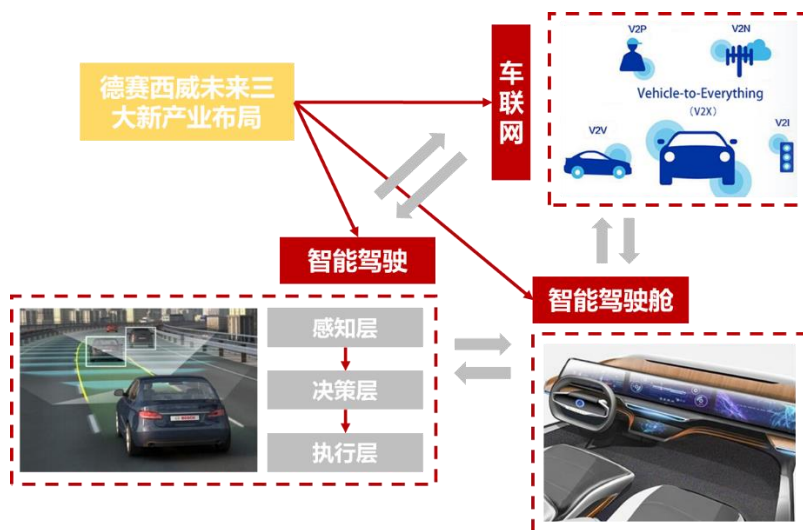 德赛西威未来三
大新产业布局
车联网
V2P
V2N
Vehicle-to-Everything
（V2X）
V2V
V2I
智能驾驶
智能驾驶舱
感知层
决策层
执行层